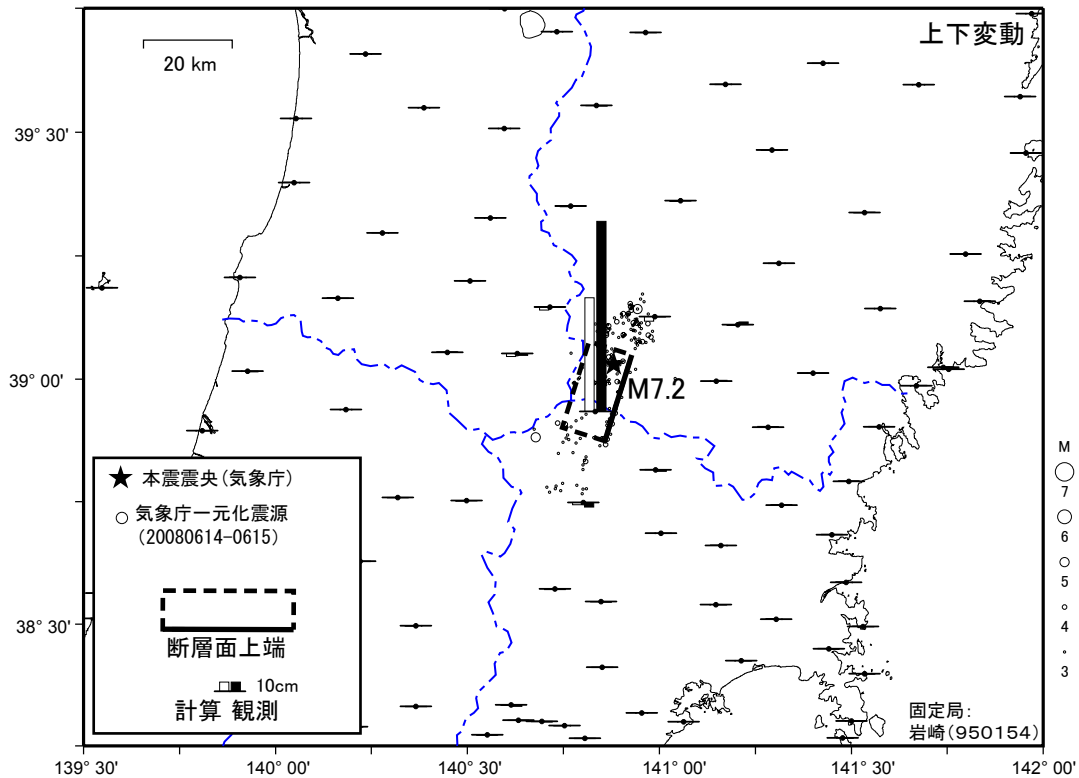 上下変動
20 km
39° 30'
39° 00'
38° 30'
M7.2
★ 本震震央(気象庁)
○ 気象庁一元化震源
(20080614-0615)
断層面上端
10cm
計算 観測
固定局:
岩崎(950154)
M
7
6
5
4
3
139° 30'
140° 00'
140° 30'
141° 00'
141° 30'
142° 00'